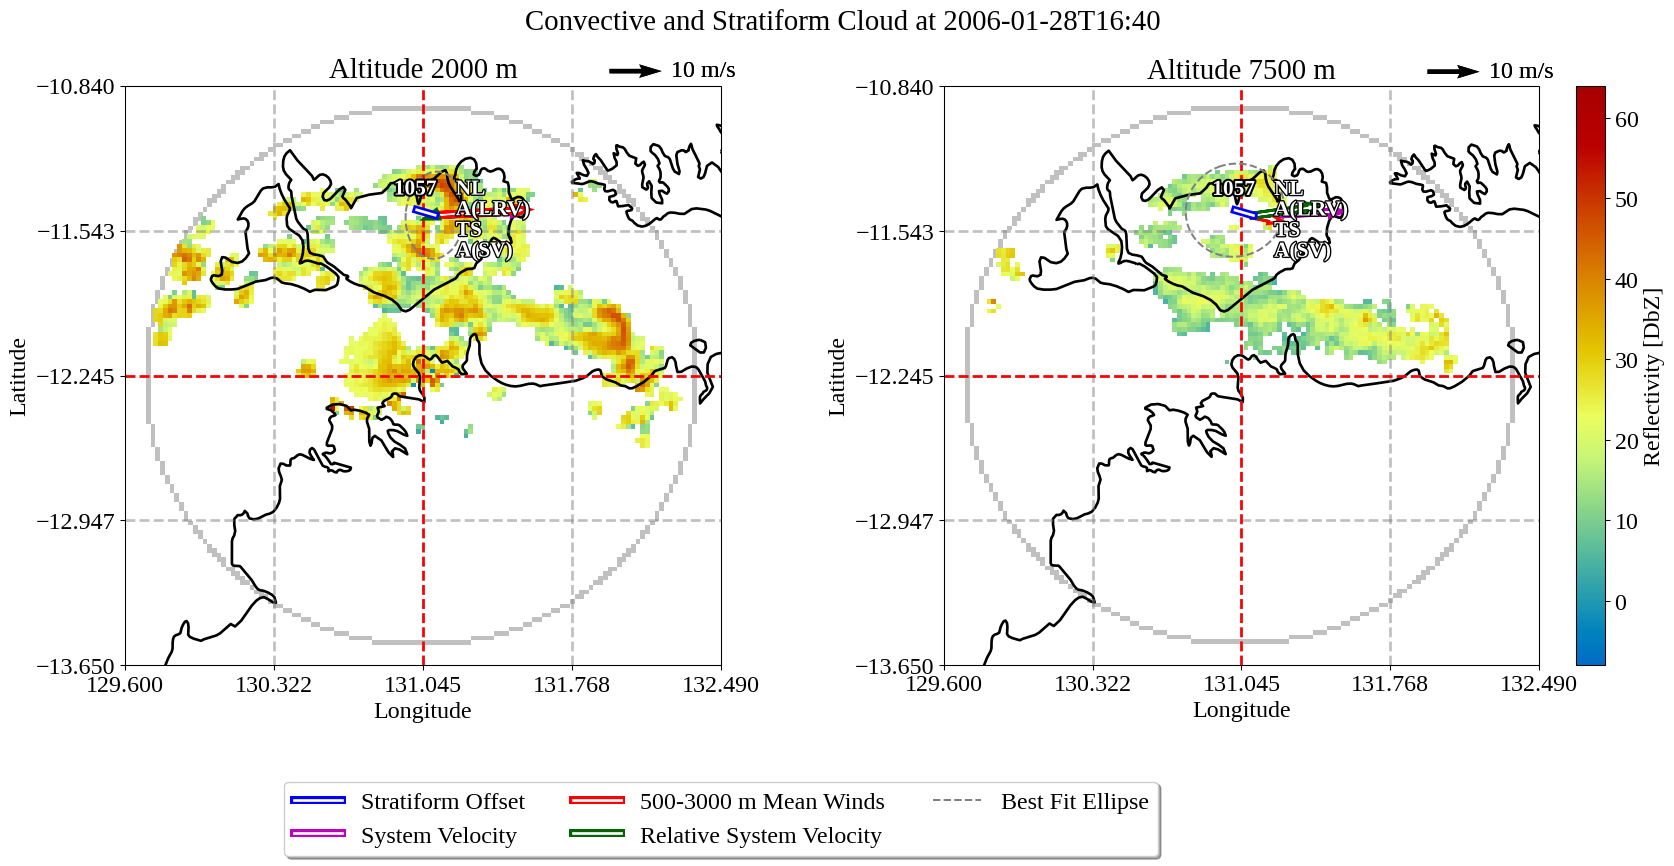 Convective and Stratiform Cloud at 2006-01-28T16:40
Altitude 2000 m
10 m/s
−10.840
−11.543
−12.245
−12.947
−13.650
Latitude
1057
NL
A(LRV)
TS
A(SV)
129.600
130.322
131.045
131.768
132.490
Longitude
Altitude 7500 m
10 m/s
−10.840
−11.543
−12.245
−12.947
−13.650
Latitude
1057
NL
A(LRV)
TS
A(SV)
129.600
130.322
131.045
131.768
132.490
Longitude
60
50
40
30
20
10
0
Reflectivity [DbZ]
Stratiform Offset
System Velocity
500-3000 m Mean Winds
Relative System Velocity
Best Fit Ellipse